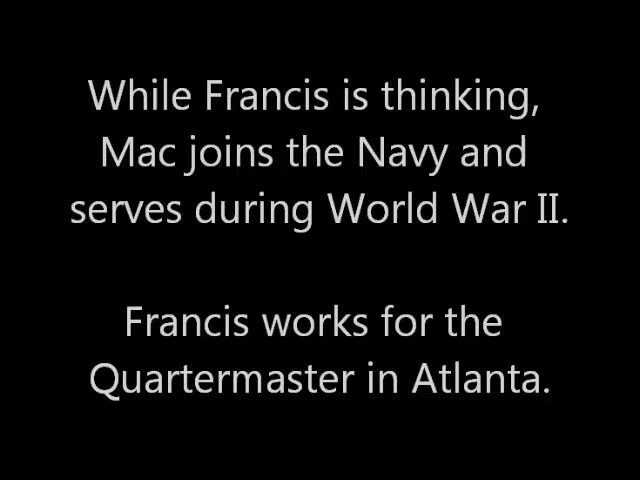 While Francis is thinking,
Mac joins the Navy and
serves during World War II.
Francis works for the
Quartermaster in Atlanta.